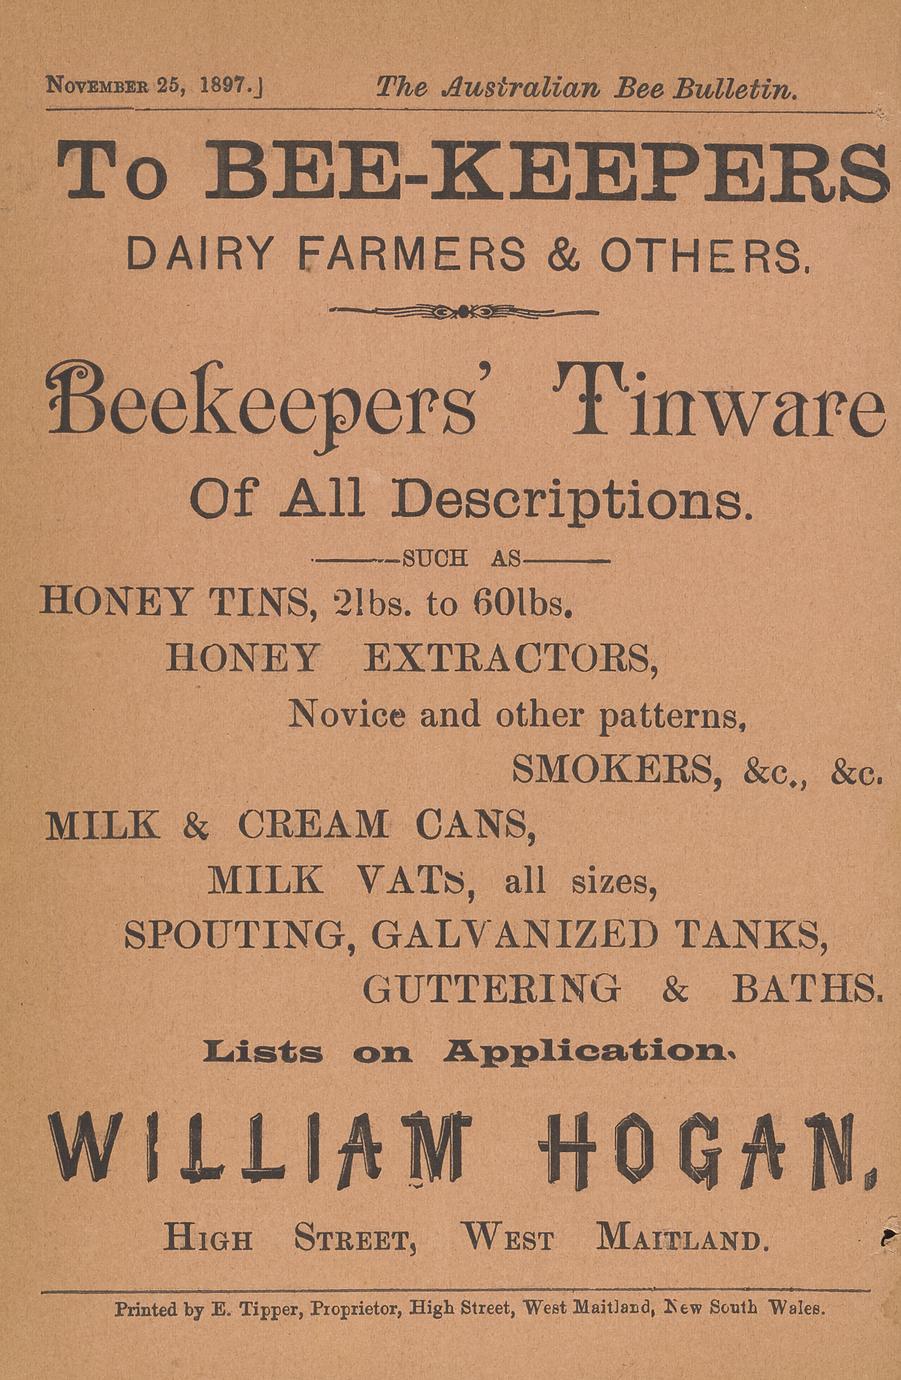 NOVEMBER 25, 1897.] The Australian Bee Bulletin.
To BEE-KEEPERS
DAIRY FARMERS & OTHERS.
Beekeepers' Tinware
Of All Descriptions.
SUCH AS
HONEY TINS, 2lbs. to 60lbs.
HONEY EXTRACTORS,
Novice and other patterns,
SMOKERS, &c., &c.
MILK & CREAM CANS,
MILK VATS, all sizes,
SPOUTING, GALVANIZED TANKS,
GUTTERING & BATHS.
Lists on Application.
WILLIAM HOGAN,
HIGH STREET, WEST MAITLAND.
Printed by E. Tipper, Proprietor, High Street, West Maitland, New South Wales.